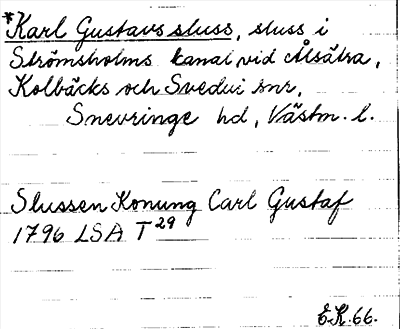 *Karl Gustavs sluss, sluss i
Strömsholms kanal vid Ålsätra,
Kolbäcks och Svedvi snr,
Snevringe hd, Västm. l.
Slussen Konung Carl Gustaf
1796 LSA T29
E.K. 66.